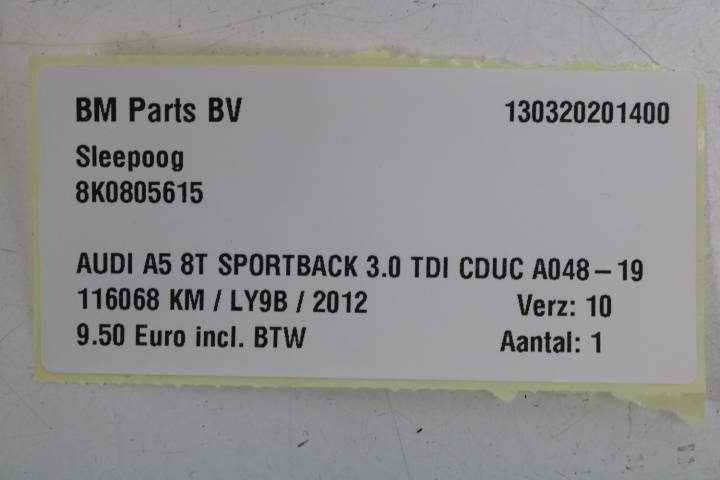 BM Parts BV 130320201400
Sleepoog
8K0805615
AUDI A5 8T SPORTBACK 3.0 TDI CDUC A048-19
116068 KM / LY9B / 2012 Verz: 10
9.50 Euro incl. BTW Aantal: 1